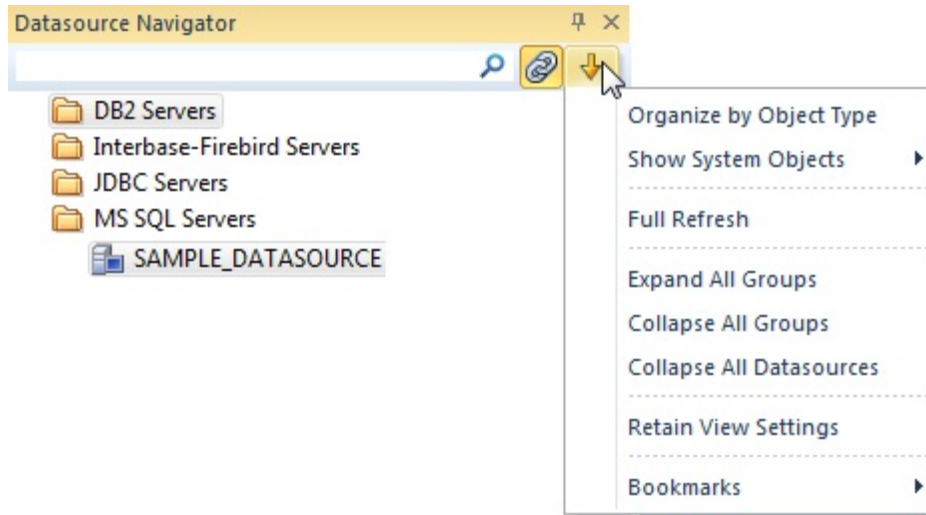 Datasource Navigator
DB2 Servers
Interbase-Firebird Servers
JDBC Servers
MS SQL Servers
SAMPLE_DATASOURCE
Organize by Object Type
Show System Objects
Full Refresh
Expand All Groups
Collapse All Groups
Collapse All Datasources
Retain View Settings
Bookmarks